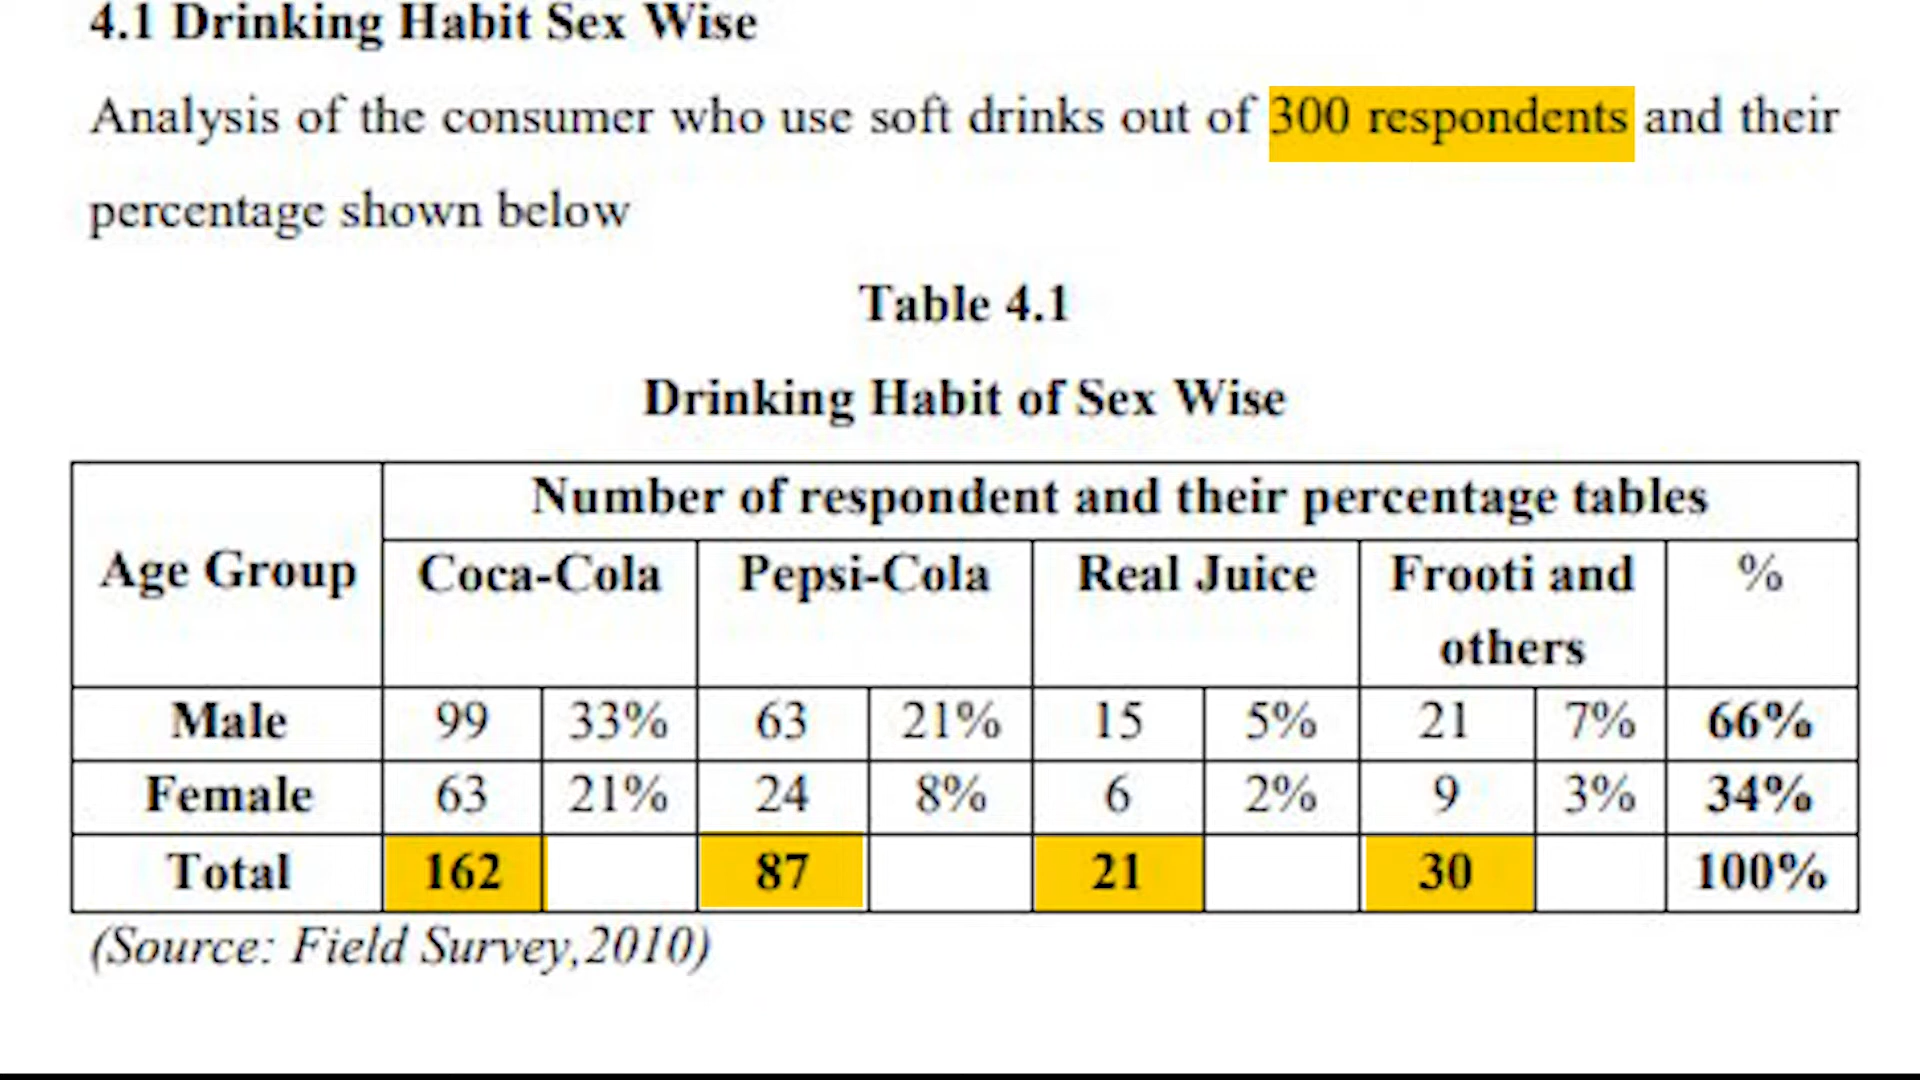 4.1 Drinking Habit Sex Wise
Analysis of the consumer who use soft drinks out of 300 respondents and their
percentage shown below
Table 4.1
Drinking Habit of Sex Wise
Number of respondent and their percentage tables
Age Group Coca-Cola Pepsi-Cola Real Juice Frooti and %
others
Male 99 33% 63 21% 15 5% 21 7% 66%
Female 63 21% 24 8% 6 2% 9 3% 34%
Total 162 87 21 30 100%
(Source: Field Survey,2010)